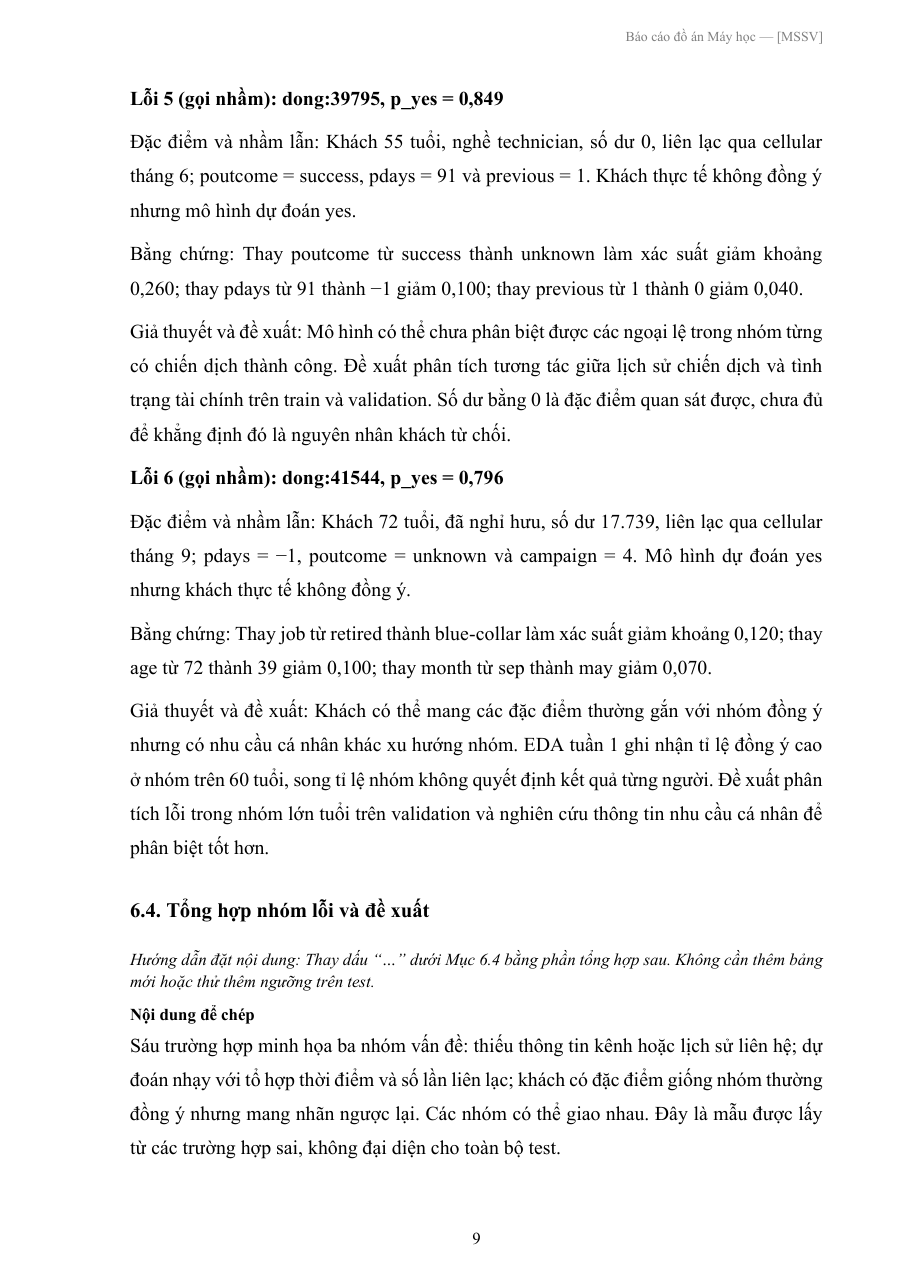 Báo cáo đồ án Máy học — [MSSV]
Lỗi 5 (gọi nhầm): dong:39795, p_yes = 0,849
Đặc điểm và nhầm lẫn: Khách 55 tuổi, nghề technician, số dư 0, liên lạc qua cellular
tháng 6; poutcome = success, pdays = 91 và previous = 1. Khách thực tế không đồng ý
nhưng mô hình dự đoán yes.
Bằng chứng: Thay poutcome từ success thành unknown làm xác suất giảm khoảng
0,260; thay pdays từ 91 thành −1 giảm 0,100; thay previous từ 1 thành 0 giảm 0,040.
Giả thuyết và đề xuất: Mô hình có thể chưa phân biệt được các ngoại lệ trong nhóm từng
có chiến dịch thành công. Đề xuất phân tích tương tác giữa lịch sử chiến dịch và tình
trạng tài chính trên train và validation. Số dư bằng 0 là đặc điểm quan sát được, chưa đủ
để khẳng định đó là nguyên nhân khách từ chối.
Lỗi 6 (gọi nhầm): dong:41544, p_yes = 0,796
Đặc điểm và nhầm lẫn: Khách 72 tuổi, đã nghỉ hưu, số dư 17.739, liên lạc qua cellular
tháng 9; pdays = −1, poutcome = unknown và campaign = 4. Mô hình dự đoán yes
nhưng khách thực tế không đồng ý.
Bằng chứng: Thay job từ retired thành blue-collar làm xác suất giảm khoảng 0,120; thay
age từ 72 thành 39 giảm 0,100; thay month từ sep thành may giảm 0,070.
Giả thuyết và đề xuất: Khách có thể mang các đặc điểm thường gắn với nhóm đồng ý
nhưng có nhu cầu cá nhân khác xu hướng nhóm. EDA tuần 1 ghi nhận tỉ lệ đồng ý cao
ở nhóm trên 60 tuổi, song tỉ lệ nhóm không quyết định kết quả từng người. Đề xuất phân
tích lỗi trong nhóm lớn tuổi trên validation và nghiên cứu thông tin nhu cầu cá nhân để
phân biệt tốt hơn.
6.4. Tổng hợp nhóm lỗi và đề xuất
Hướng dẫn đặt nội dung: Thay dấu “…” dưới Mục 6.4 bằng phần tổng hợp sau. Không cần thêm bảng
mới hoặc thử thêm ngưỡng trên test.
Nội dung để chép
Sáu trường hợp minh họa ba nhóm vấn đề: thiếu thông tin kênh hoặc lịch sử liên hệ; dự
đoán nhạy với tổ hợp thời điểm và số lần liên lạc; khách có đặc điểm giống nhóm thường
đồng ý nhưng mang nhãn ngược lại. Các nhóm có thể giao nhau. Đây là mẫu được lấy
từ các trường hợp sai, không đại diện cho toàn bộ test.
9